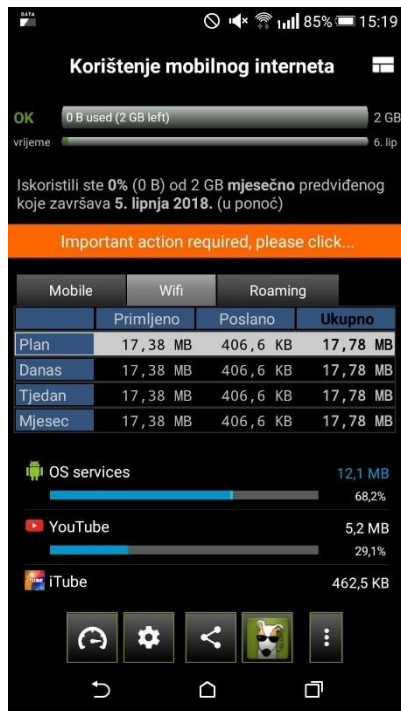 DATA
85% 15:19
Korištenje mobilnog interneta
OK 0 B used (2 GB left) 2 GB
vrijeme 6. lip
Iskoristili ste 0% (0 B) od 2 GB mjesečno predviđenog
koje završava 5. lipnja 2018. (u ponoć)
Important action required, please click...
Mobile Wifi Roaming
Primljeno Poslano Ukupno
Plan 17,38 MB 406,6 KB 17,78 MB
Danas 17,38 MB 406,6 KB 17,78 MB
Tjedan 17,38 MB 406,6 KB 17,78 MB
Mjesec 17,38 MB 406,6 KB 17,78 MB
OS services 12,1 MB
68,2%
YouTube 5,2 MB
29,1%
iTube 462,5 KB